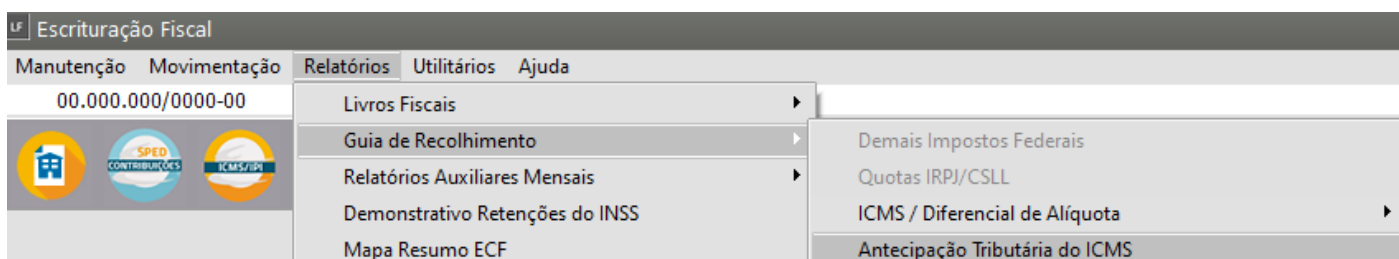 LF Escrituração Fiscal
Manutenção Movimentação Relatórios Utilitários Ajuda
00.000.000/0000-00
Livros Fiscais
Guia de Recolhimento
Demais Impostos Federais
SPED
CONTRIBUIÇÕES
ICMS/IPI
Relatórios Auxiliares Mensais
Quotas IRPJ/CSLL
Demonstrativo Retenções do INSS
ICMS / Diferencial de Alíquota
Mapa Resumo ECF
Antecipação Tributária do ICMS